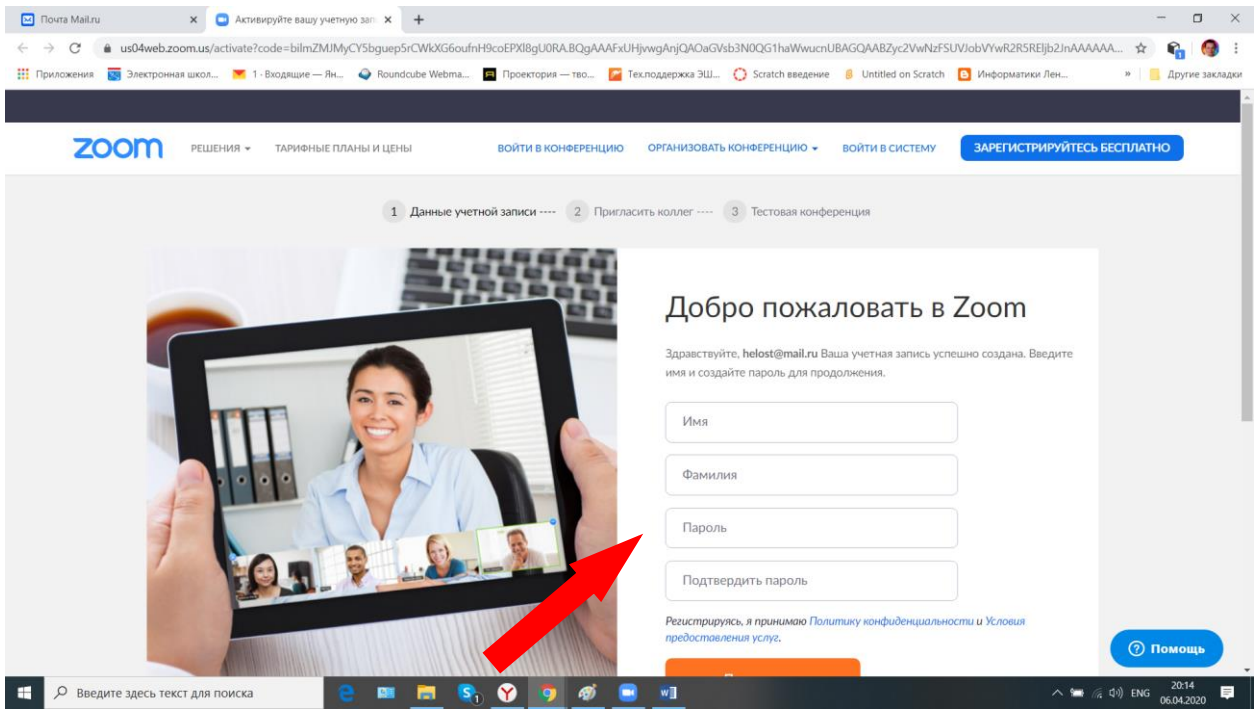 Почта Mail.ru
Активируйте вашу учетную зап
us04web.zoom.us/activate?
Приложения Электронная школ... 1 · Входящие — Ян... Roundcube Webma... Проектория — тво... Тех.поддержка ЭШ... Scratch введение Untitled on Scratch Информатики Лен... » Другие закладки
zoom РЕШЕНИЯ ТАРИФНЫЕ ПЛАНЫ И ЦЕНЫ ВОЙТИ В КОНФЕРЕНЦИЮ ОРГАНИЗОВАТЬ КОНФЕРЕНЦИЮ ВОЙТИ В СИСТЕМУ ЗАРЕГИСТРИРУЙТЕСЬ БЕСПЛАТНО
1 Данные учетной записи ---- 2 Пригласить коллег ---- 3 Тестовая конференция
Добро пожаловать в Zoom
Здравствуйте, helost@mail.ru Ваша учетная запись успешно создана. Введите
имя и создайте пароль для продолжения.
Имя
Фамилия
Пароль
Подтвердить пароль
Регистрируясь, я принимаю Политику конфиденциальности и Условия
предоставления услуг.
Помощь
Введите здесь текст для поиска
ENG
20:14
06.04.2020